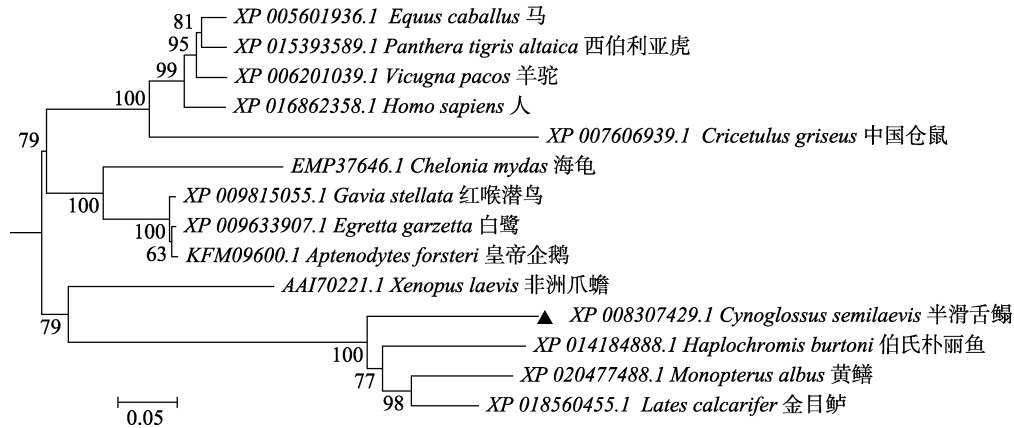 81 XP 005601936.1 Equus caballus 马
95 XP 015393589.1 Panthera tigris altaica 西伯利亚虎
99 XP 006201039.1 Vicugna pacos 羊驼
100 XP 016862358.1 Homo sapiens 人
XP 007606939.1 Cricetulus griseus 中国仓鼠
79
EMP37646.1 Chelonia mydas 海龟
100 XP 009815055.1 Gavia stellata 红喉潜鸟
100 XP 009633907.1 Egretta garzetta 白鹭
63 KFM09600.1 Aptenodytes forsteri 皇帝企鹅
AAI70221.1 Xenopus laevis 非洲爪蟾
79
XP 008307429.1 Cynoglossus semilaevis 半滑舌鳎
100 XP 014184888.1 Haplochromis burtoni 伯氏朴丽鱼
77 XP 020477488.1 Monopterus albus 黄鳝
98 XP 018560455.1 Lates calcarifer 金目鲈
0.05